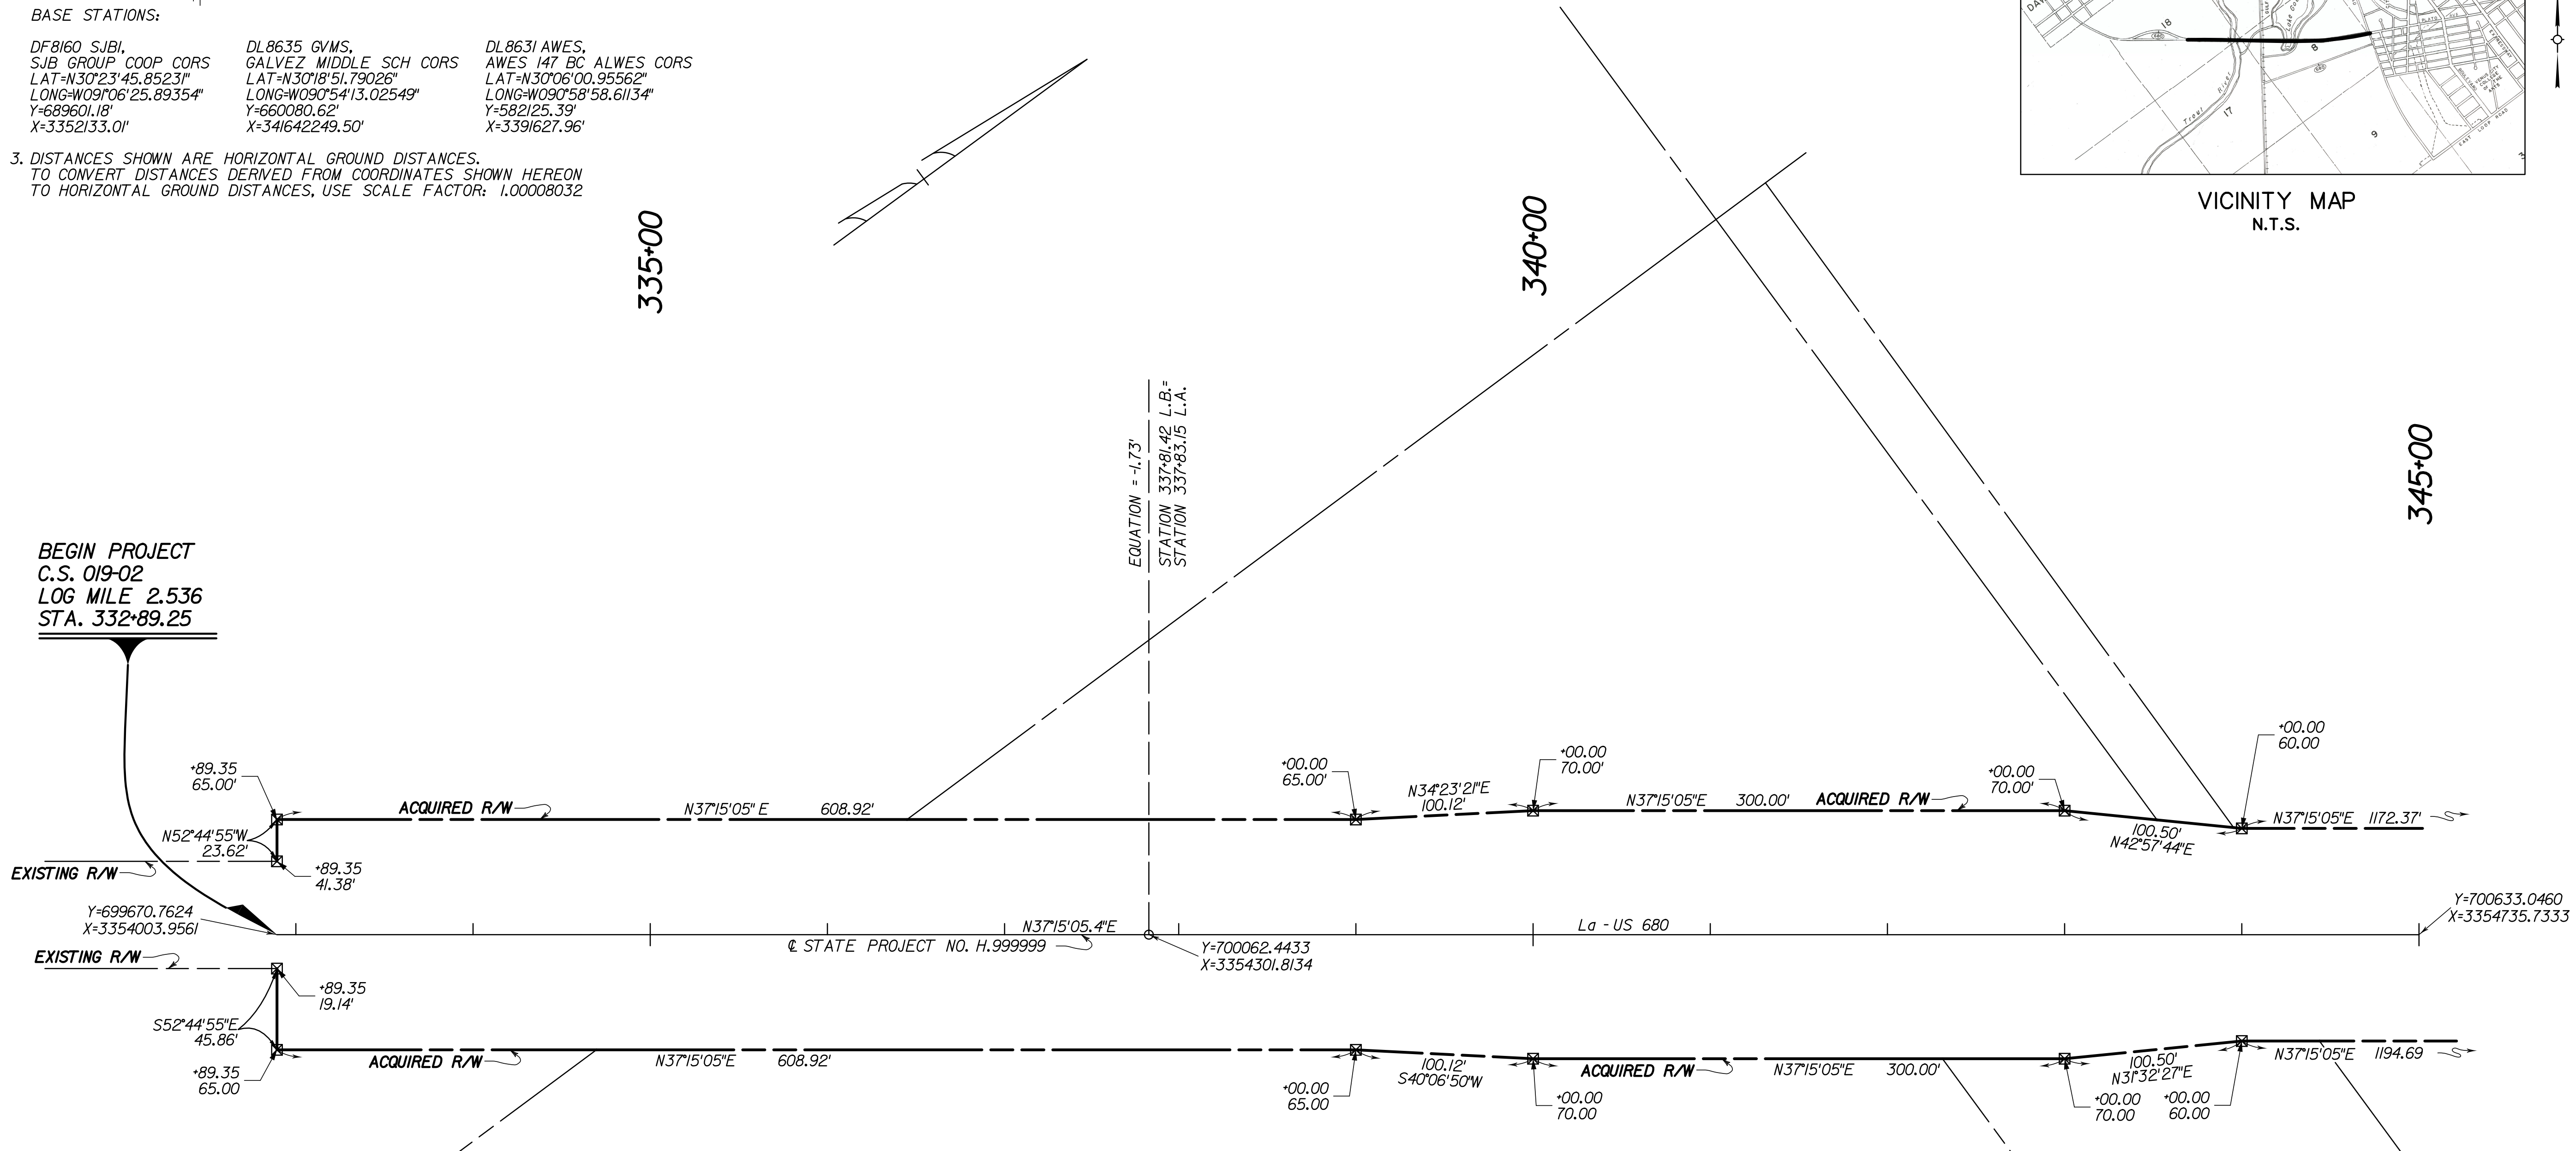 BASE STATIONS:
DF8160 SJB1,
SJB GROUP COOP CORS
LAT=N30°23'45.85231"
LONG=W091°06'25.89354"
Y=689601.18'
X=3352133.01'
DL8635 GVMS,
GALVEZ MIDDLE SCH CORS
LAT=N30°18'51.79026"
LONG=W090°54'13.02549"
Y=660080.62'
X=341642249.50'
DL8631 AWES,
AWES 147 BC ALWES CORS
LAT=N30°06'00.95562"
LONG=W090°58'58.61134"
Y=582125.39'
X=3391627.96'
3. DISTANCES SHOWN ARE HORIZONTAL GROUND DISTANCES.
TO CONVERT DISTANCES DERIVED FROM COORDINATES SHOWN HEREON
TO HORIZONTAL GROUND DISTANCES, USE SCALE FACTOR: 1.00008032
18
8
17
9
Trout River
EAST LOOP ROAD
VICINITY MAP
N.T.S.
335+00
340+00
345+00
EQUATION = -1.73'
STATION 337+81.42 L.B.=
STATION 337+83.15 L.A.
BEGIN PROJECT
C.S. 019-02
LOG MILE 2.536
STA. 332+89.25
+89.35
65.00'
ACQUIRED R/W
N37°15'05" E 608.92'
+00.00
65.00'
N34°23'21"E
100.12'
+00.00
70.00'
N37°15'05"E 300.00'
ACQUIRED R/W
+00.00
70.00'
100.50'
N42°57'44"E
+00.00
60.00
N37°15'05"E 1172.37'
N52°44'55"W
23.62'
EXISTING R/W
+89.35
41.38'
Y=699670.7624
X=3354003.9561
N37°15'05.4"E
℄ STATE PROJECT NO. H.999999
Y=700062.4433
X=3354301.8134
La - US 680
Y=700633.0460
X=3354735.7333
EXISTING R/W
+89.35
19.14'
S52°44'55"E
45.86'
+89.35
65.00
ACQUIRED R/W
N37°15'05"E 608.92'
+00.00
65.00
100.12'
S40°06'50"W
+00.00
70.00
ACQUIRED R/W
N37°15'05"E 300.00'
+00.00
70.00
100.50'
N31°32'27"E
+00.00
60.00
N37°15'05"E 1194.69